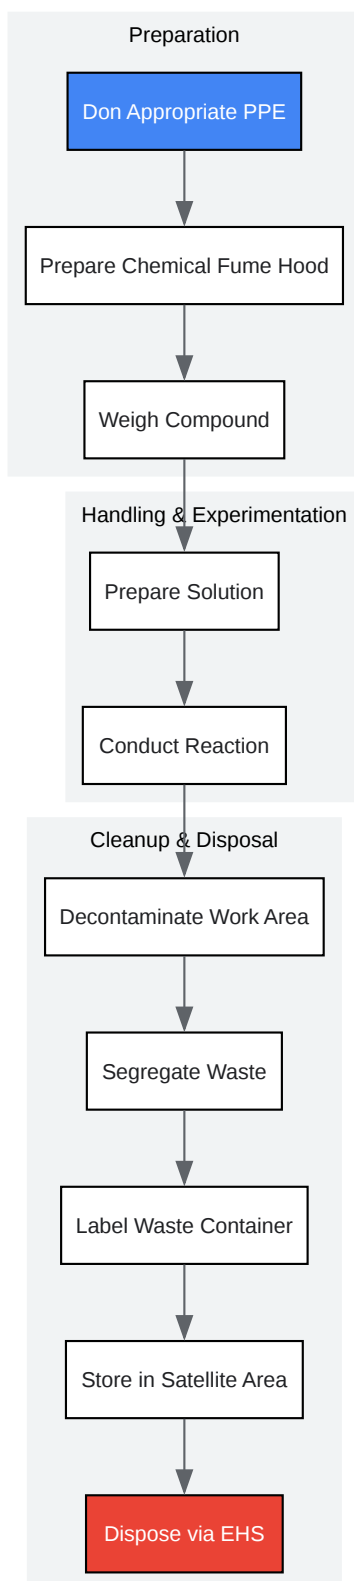 Preparation
Don Appropriate PPE
Prepare Chemical Fume Hood
Weigh Compound
Handling & Experimentation
Prepare Solution
Conduct Reaction
Cleanup & Disposal
Decontaminate Work Area
Segregate Waste
Label Waste Container
Store in Satellite Area
Dispose via EHS